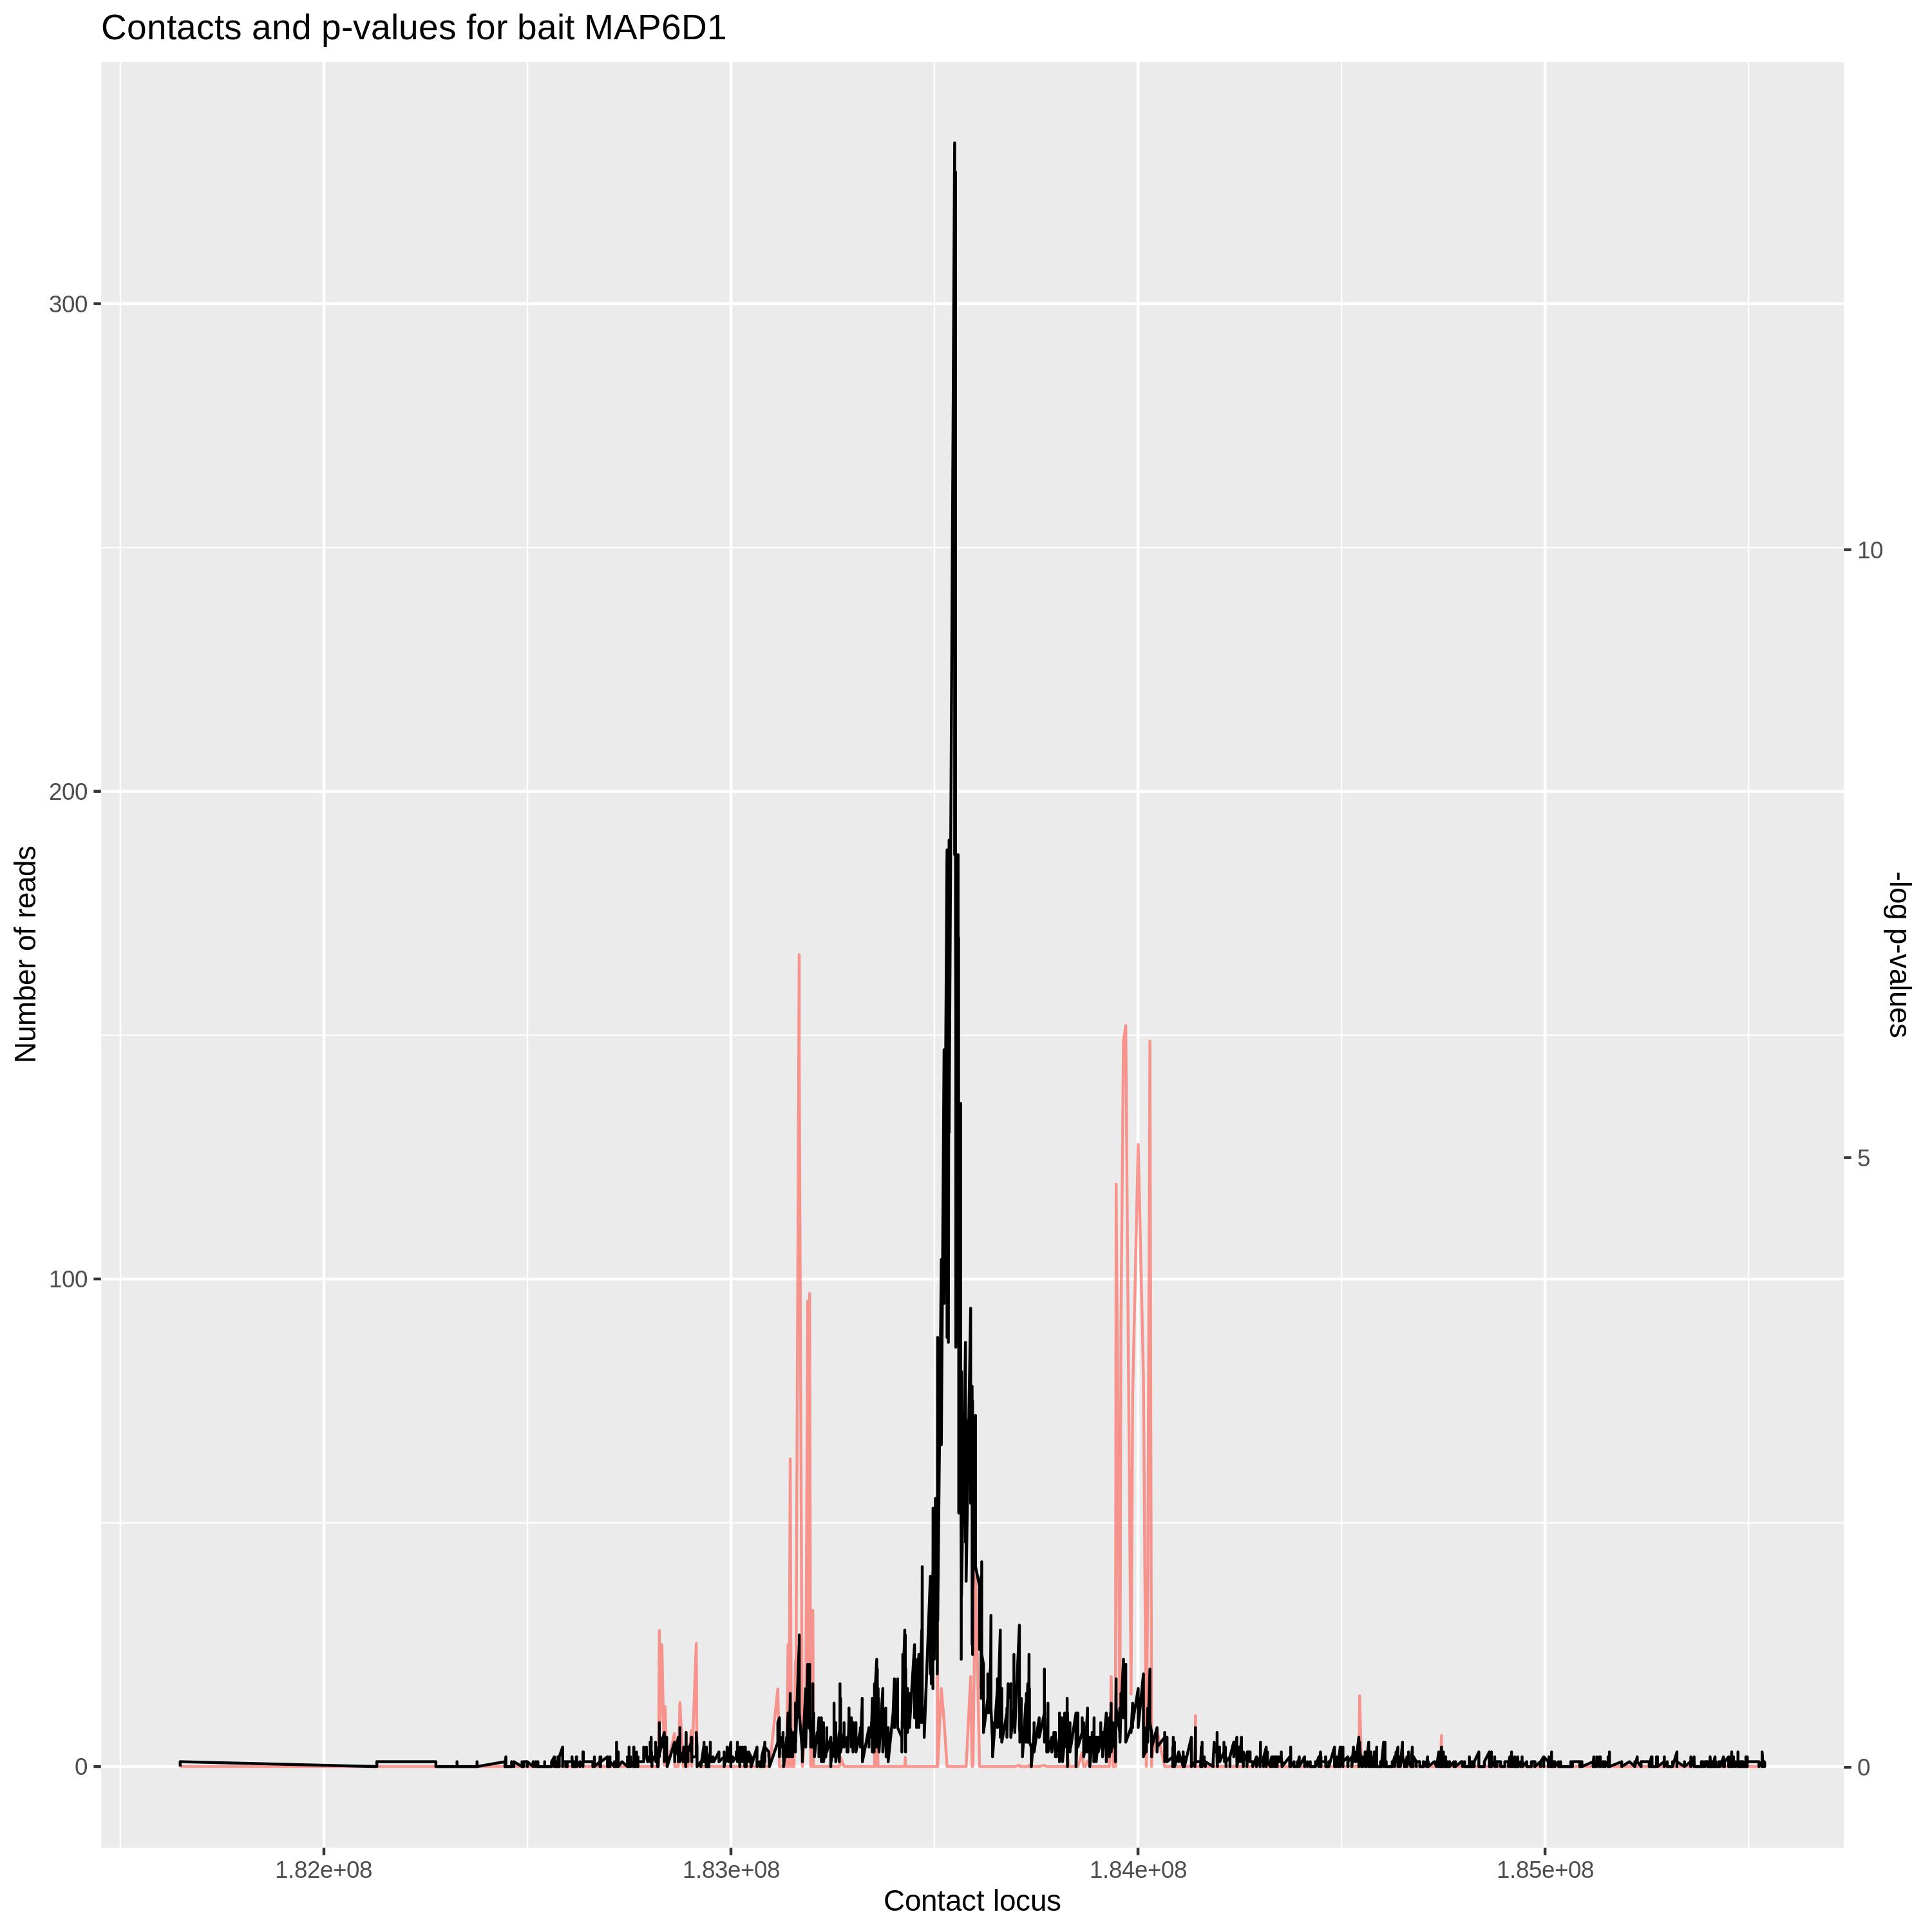 Contacts and p-values for bait MAP6D1
300
200
100
0
Number of reads
10
5
0
-log p-values
1.82e+08
1.83e+08
1.84e+08
1.85e+08
Contact locus